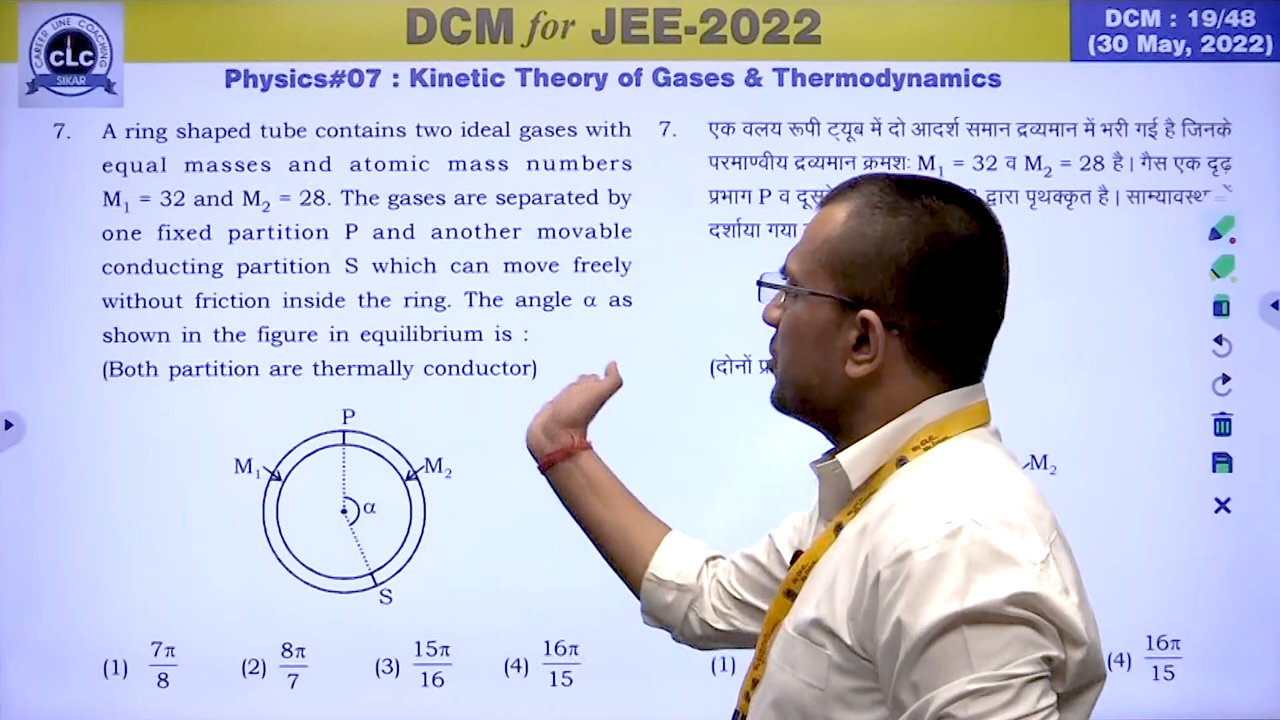 DCM for JEE-2022
DCM : 19/48
(30 May, 2022)
CAREER LINE COACHING
CLC
SIKAR
Physics#07 : Kinetic Theory of Gases & Thermodynamics
7. A ring shaped tube contains two ideal gases with
equal masses and atomic mass numbers
M₁ = 32 and M₂ = 28. The gases are separated by
one fixed partition P and another movable
conducting partition S which can move freely
without friction inside the ring. The angle α as
shown in the figure in equilibrium is :
(Both partition are thermally conductor)
P
M₁
M₂
α
S
(1) 7π/8 (2) 8π/7 (3) 15π/16 (4) 16π/15
7. एक वलय रूपी ट्यूब में दो आदर्श समान द्रव्यमान में भरी गई है जिनके
परमाण्वीय द्रव्यमान क्रमशः M₁ = 32 व M₂ = 28 है। गैस एक दृढ़
प्रभाग P व द्वारा पृथक्कृत है।
दर्शाया गया
(दोनों
M₂
(1)
(4) 16π/15